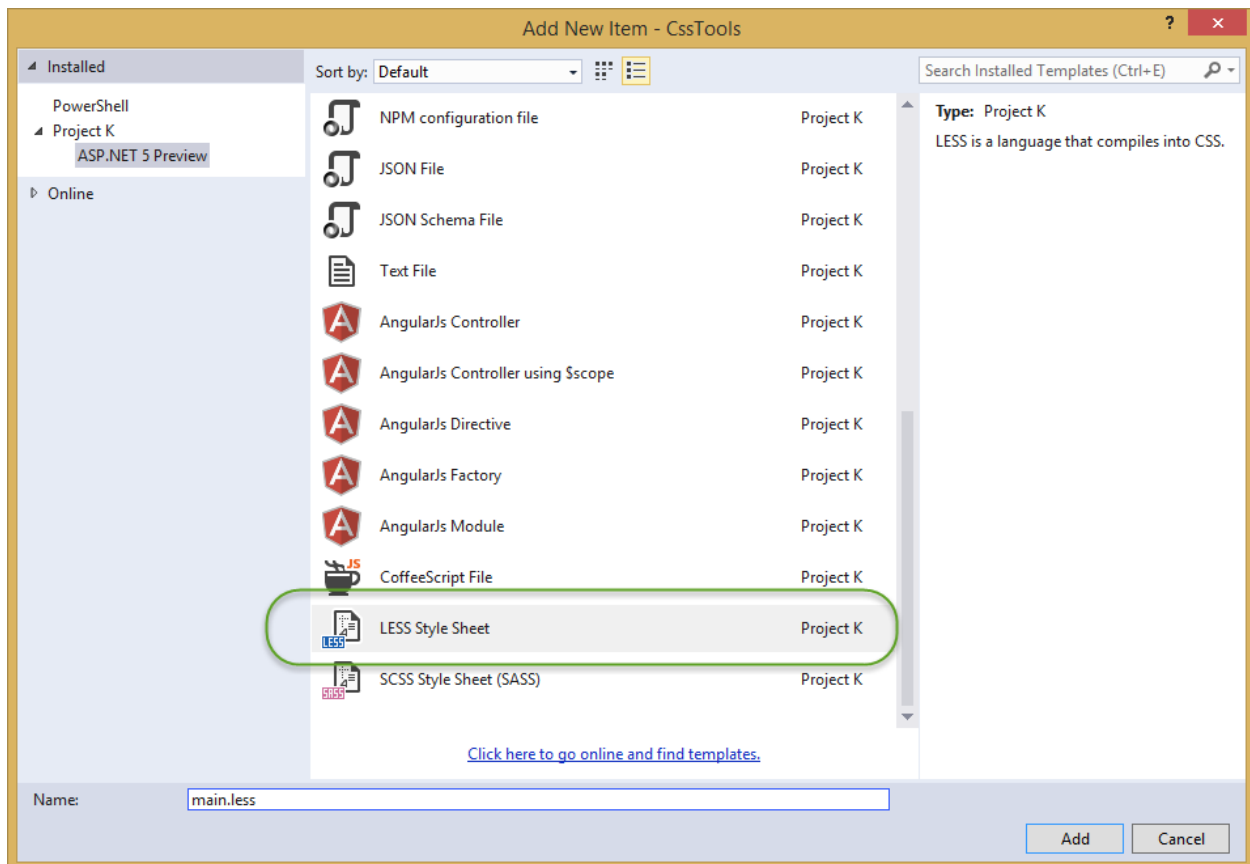 Add New Item - CssTools
?
Installed
PowerShell
Project K
ASP.NET 5 Preview
Online
Sort by: Default
Search Installed Templates (Ctrl+E)
NPM configuration file Project K
JSON File Project K
JSON Schema File Project K
Text File Project K
AngularJs Controller Project K
AngularJs Controller using $scope Project K
AngularJs Directive Project K
AngularJs Factory Project K
AngularJs Module Project K
JS
CoffeeScript File Project K
LESS
LESS Style Sheet Project K
SASS
SCSS Style Sheet (SASS) Project K
Click here to go online and find templates.
Type: Project K
LESS is a language that compiles into CSS.
Name: main.less
Add Cancel